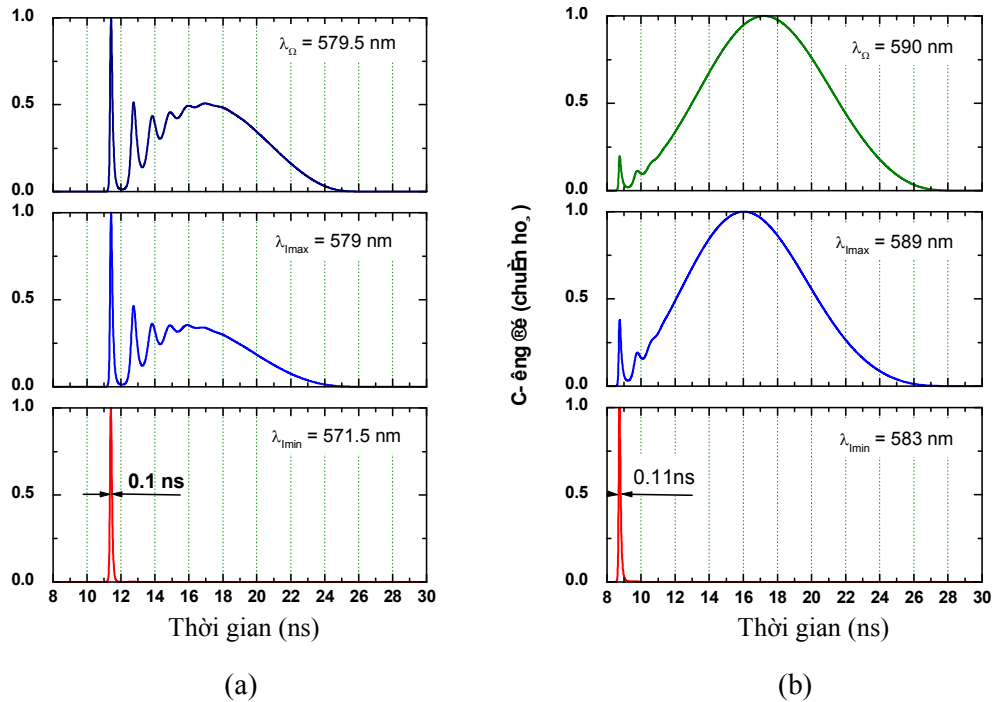 1.0
λΩ = 579.5 nm
0.5
0.0
1.0
λImax = 579 nm
0.5
0.0
1.0
λImin = 571.5 nm
0.1 ns
0.5
0.0
8 10 12 14 16 18 20 22 24 26 28 30
Thời gian (ns)
(a)
C- êng ®é (chuÈn ho¸ )
1.0
λΩ = 590 nm
0.5
0.0
1.0
λImax = 589 nm
0.5
0.0
1.0
λImin = 583 nm
0.11ns
0.5
0.0
8 10 12 14 16 18 20 22 24 26 28 30
Thời gian (ns)
(b)